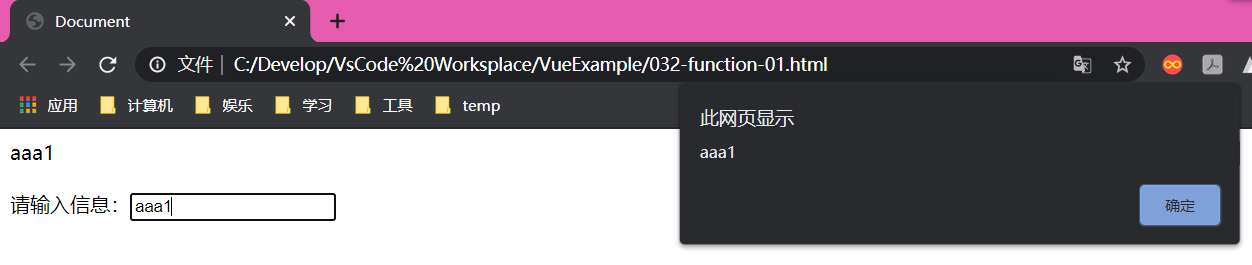 Document
文件 | C:/Develop/VsCode%20Worksplace/VueExample/032-function-01.html
应用 计算机 娱乐 学习 工具 temp
此网页显示
aaa1
确定
aaa1
请输入信息：aaa1